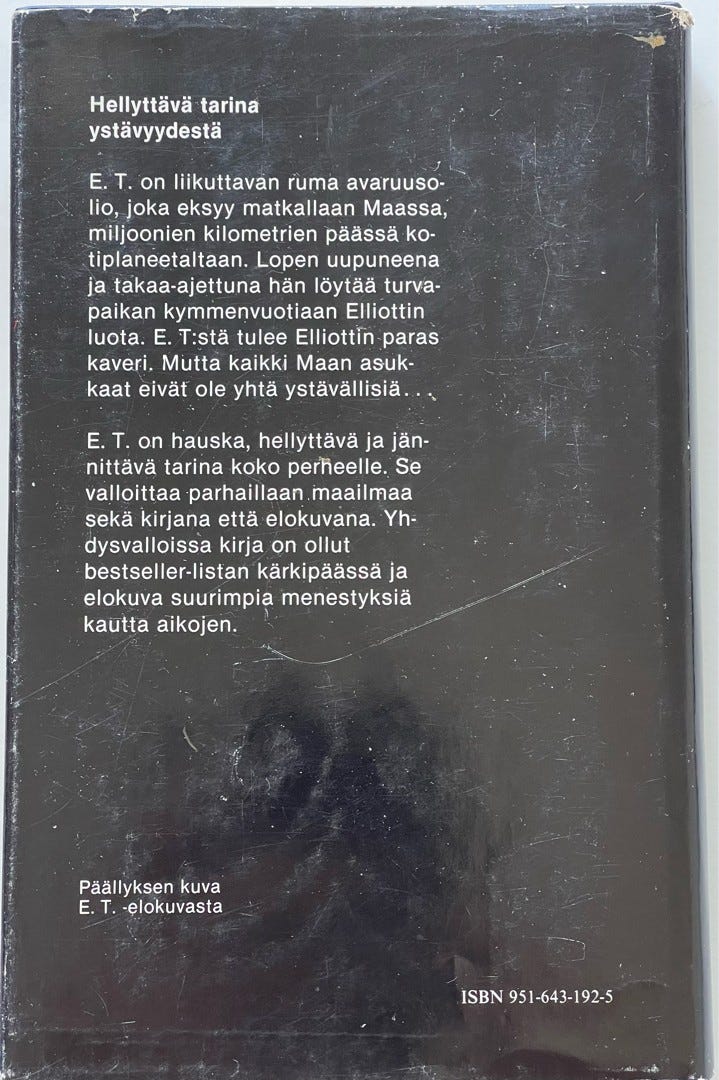 Hellyttävä tarina
ystävyydestä
E. T. on liikuttavan ruma avaruuso-
lio, joka eksyy matkallaan Maassa,
miljoonien kilometrien päässä ko-
tiplaneetaltaan. Lopen uupuneena
ja takaa-ajettuna hän löytää turva-
paikan kymmenvuotiaan Elliottin
luota. E. T:stä tulee Elliottin paras
kaveri. Mutta kaikki Maan asuk-
kaat eivät ole yhtä ystävällisiä...
E. T. on hauska, hellyttävä ja jän-
nittävä tarina koko perheelle. Se
valloittaa parhaillaan maailmaa
sekä kirjana että elokuvana. Yh-
dysvalloissa kirja on ollut
bestseller-listan kärkipäässä ja
elokuva suurimpia menestyksiä
kautta aikojen.
Päällyksen kuva
E. T. -elokuvasta
ISBN 951-643-192-5